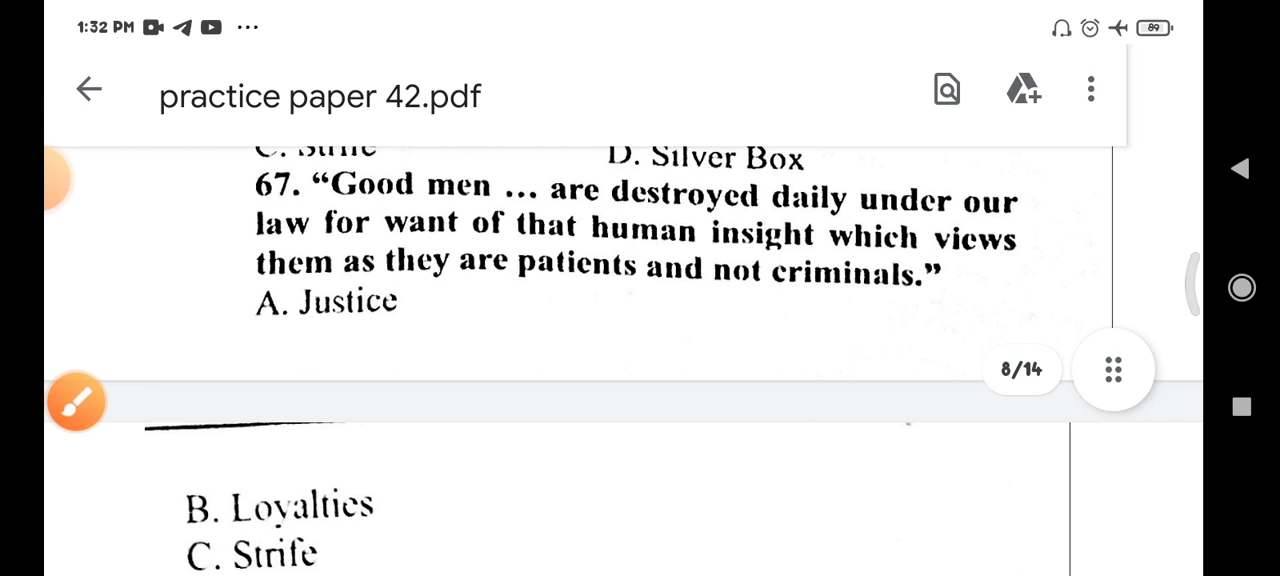 1:32 PM ... 89
practice paper 42.pdf
C. Strife D. Silver Box
67. “Good men ... are destroyed daily under our
law for want of that human insight which views
them as they are patients and not criminals.”
A. Justice
8/14
B. Loyalties
C. Strife